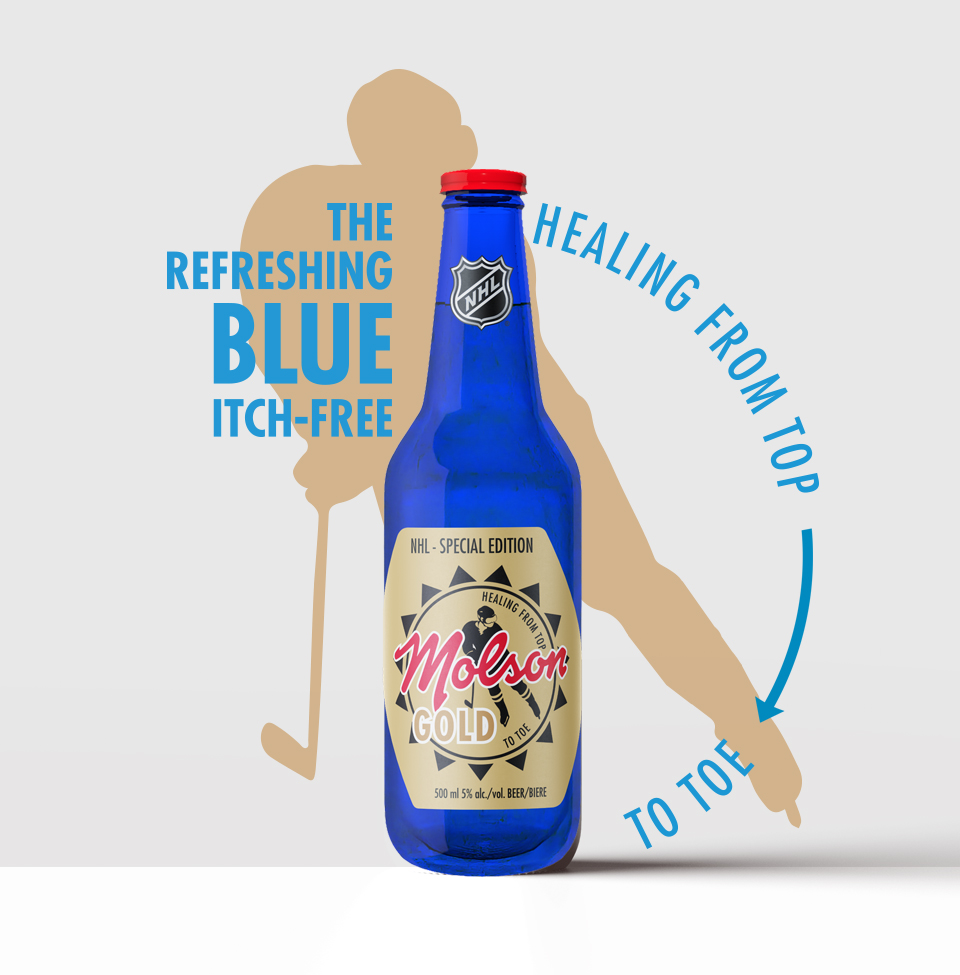 THE
REFRESHING
BLUE
ITCH-FREE
HEALING FROM TOP
TO TOE
NHL
NHL - SPECIAL EDITION
HEALING FROM TOP
Molson
GOLD
TO TOE
500 ml 5% alc./vol. BEER/BIERE